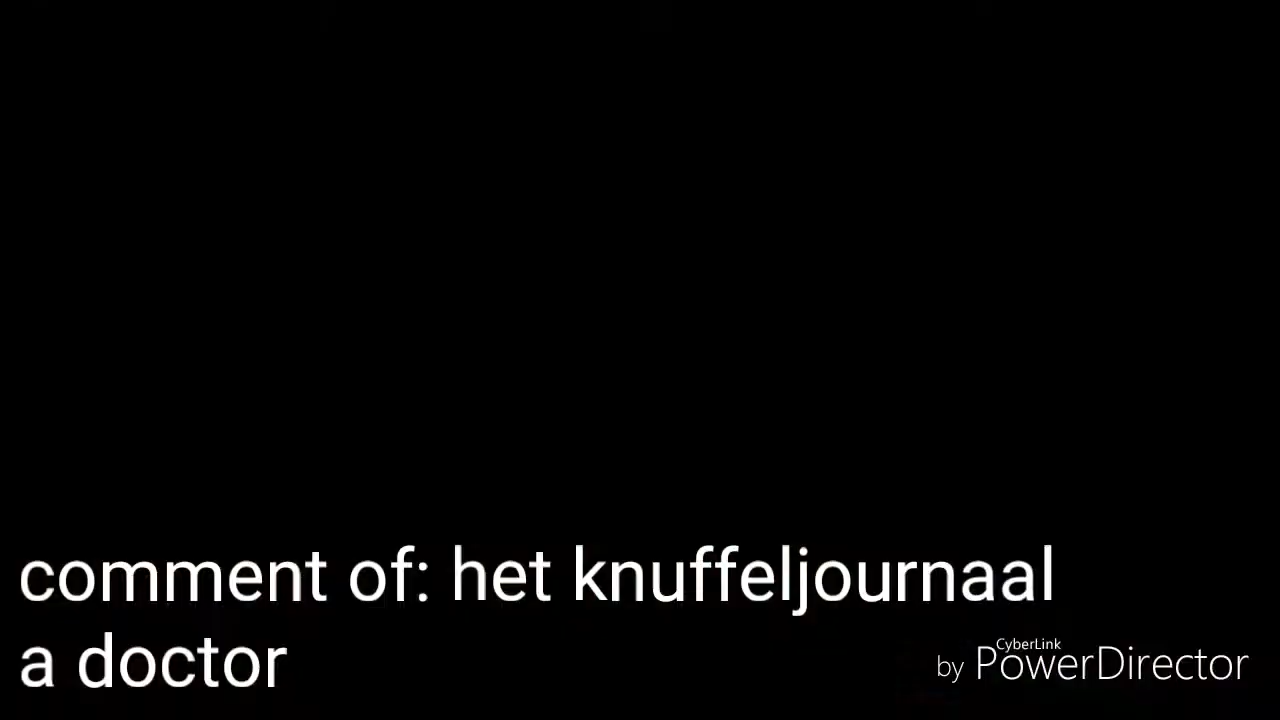 comment of: het knuffeljournaal
a doctor
CyberLink
by PowerDirector